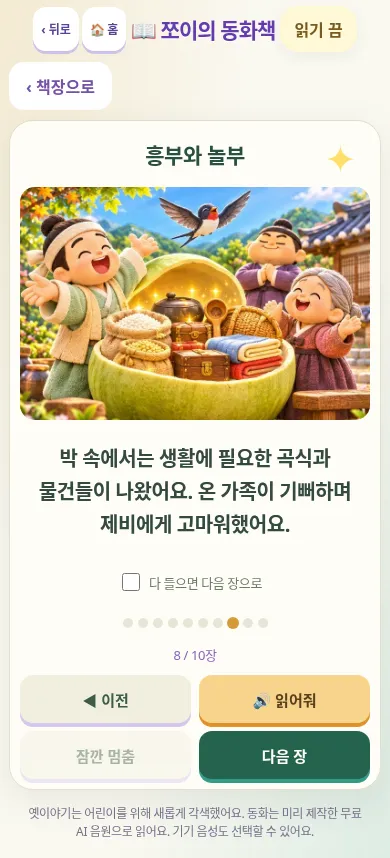 ‹ 뒤로
🏠 홈
📖 쪼이의 동화책
읽기 끔
‹ 책장으로
흥부와 놀부
박 속에서는 생활에 필요한 곡식과
물건들이 나왔어요. 온 가족이 기뻐하며
제비에게 고마워했어요.
다 들으면 다음 장으로
8 / 10장
◀ 이전
🔊 읽어줘
잠깐 멈춤
다음 장
옛이야기는 어린이를 위해 새롭게 각색했어요. 동화는 미리 제작한 무료
AI 음원으로 읽어요. 기기 음성도 선택할 수 있어요.